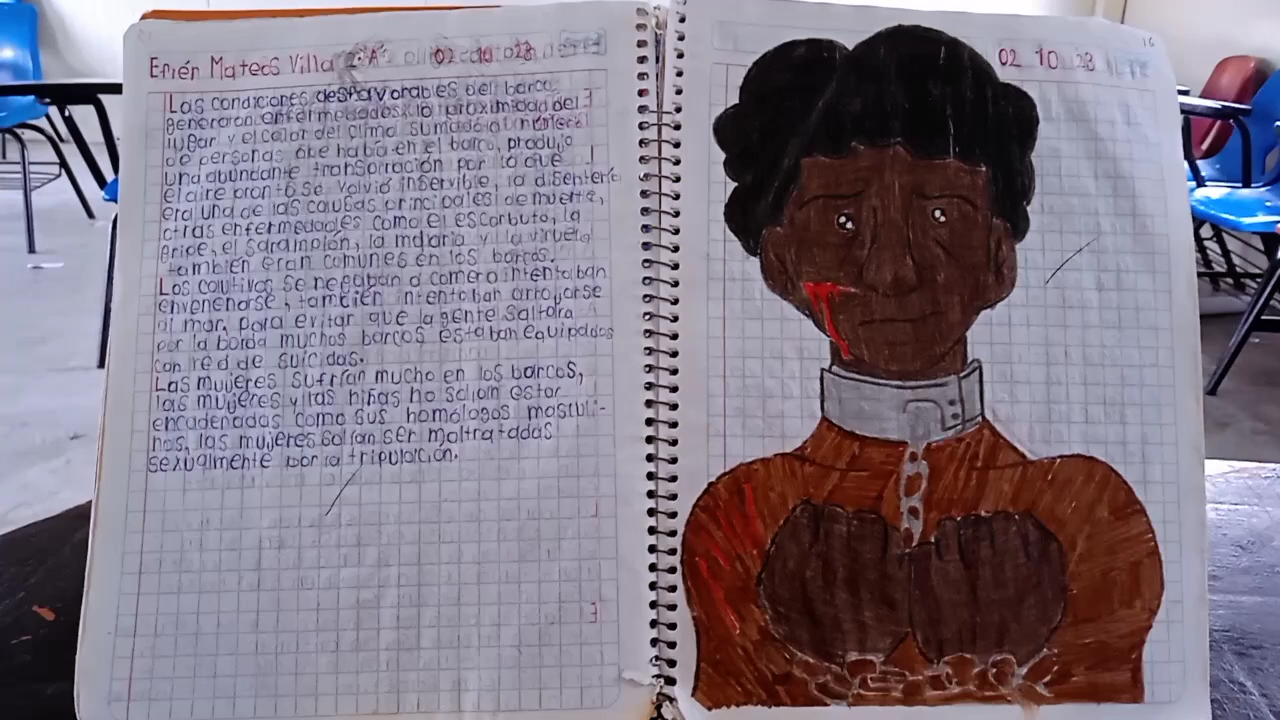 Efrén Mateos Villa 2°"A" 02 10 23
Las condiciones desfavorables del barco
generaron enfermedades, la proximidad del
lugar y el calor del clima sumado al número
de personas que había en el barco, produjo
una abundante transpiración por lo que
el aire pronto se volvió inservible, la disentería
era una de las causas principales de muerte,
otras enfermedades como el escorbuto, la
gripe, el sarampión, la malaria y la viruela
también eran comunes en los barcos.
Los cautivos se negaban a comer o intentaban
envenenarse, también intentaban arrojarse
al mar, para evitar que la gente saltara
por la borda muchos barcos estaban equipados
con red de suicidas.
Las mujeres sufrían mucho en los barcos,
las mujeres y las niñas no solían estar
encadenadas como sus homólogos masculi-
nos, las mujeres solían ser maltratadas
sexualmente por la tripulación.
16
02 10 23